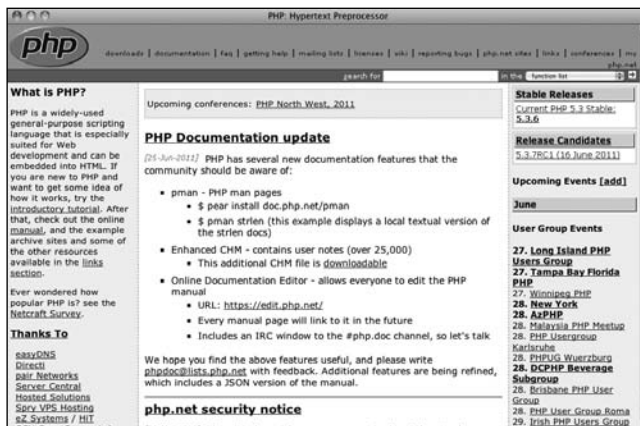 PHP: Hypertext Preprocessor
php
downloads | documentation | faq | getting help | mailing lists | licenses | wiki | reporting bugs | php.net sites | links | conferences | my
php.net
search for in the function list
What is PHP?
PHP is a widely-used
general-purpose scripting
language that is especially
suited for Web
development and can be
embedded into HTML. If
you are new to PHP and
want to get some idea of
how it works, try the
introductory tutorial. After
that, check out the online
manual, and the example
archive sites and some of
the other resources
available in the links
section.
Ever wondered how
popular PHP is? see the
Netcraft Survey.
Thanks To
easyDNS
Directi
pair Networks
Server Central
Hosted Solutions
Spry VPS Hosting
eZ Systems / HIT
Upcoming conferences: PHP North West, 2011
PHP Documentation update
[25-Jun-2011] PHP has several new documentation features that the
community should be aware of:
• pman - PHP man pages
• $ pear install doc.php.net/pman
• $ pman strlen (this example displays a local textual version of
the strlen docs)
• Enhanced CHM - contains user notes (over 25,000)
• This additional CHM file is downloadable
• Online Documentation Editor - allows everyone to edit the PHP
manual
• URL: https://edit.php.net/
• Every manual page will link to it in the future
• Includes an IRC window to the #php.doc channel, so let's talk
We hope you find the above features useful, and please write
phpdoc@lists.php.net with feedback. Additional features are being refined,
which includes a JSON version of the manual.
php.net security notice
Stable Releases
Current PHP 5.3 Stable:
5.3.6
Release Candidates
5.3.7RC1 (16 June 2011)
Upcoming Events [add]
June
User Group Events
27. Long Island PHP
Users Group
27. Tampa Bay Florida
PHP
27. Winnipeg PHP
28. New York
28. AzPHP
28. Malaysia PHP Meetup
28. PHP Usergroup
Karlsruhe
28. PHPUG Wuerzburg
28. DCPHP Beverage
Subgroup
28. Brisbane PHP User
Group
28. PHP User Group Roma
29. Irish PHP Users Group